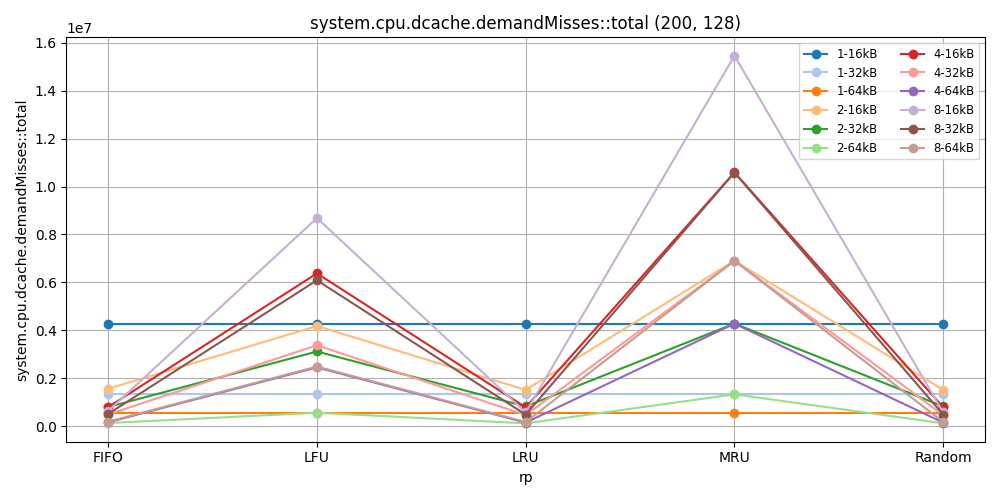 system.cpu.dcache.demandMisses::total (200, 128)
1e7
1.6
1.4
1.2
1.0
0.8
0.6
0.4
0.2
0.0
system.cpu.dcache.demandMisses::total
1-16kB
1-32kB
1-64kB
2-16kB
2-32kB
2-64kB
4-16kB
4-32kB
4-64kB
8-16kB
8-32kB
8-64kB
FIFO LFU LRU MRU Random
rp